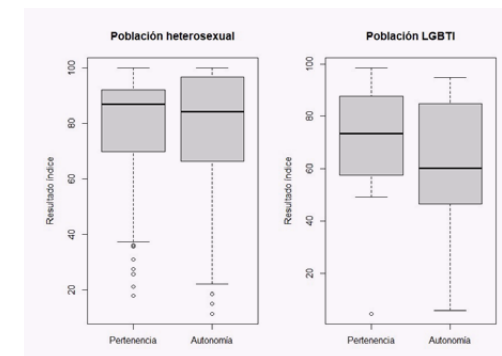 Población heterosexual
Resultado índice
100
80
60
40
20
Pertenencia
Autonomía
Población LGBTI
Resultado índice
100
80
60
40
20
Pertenencia
Autonomía